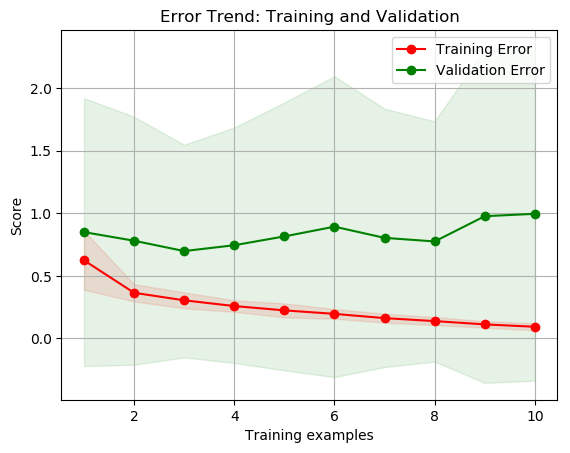 Error Trend: Training and Validation
Training Error
Validation Error
Score
2.0
1.5
1.0
0.5
0.0
2
4
6
8
10
Training examples